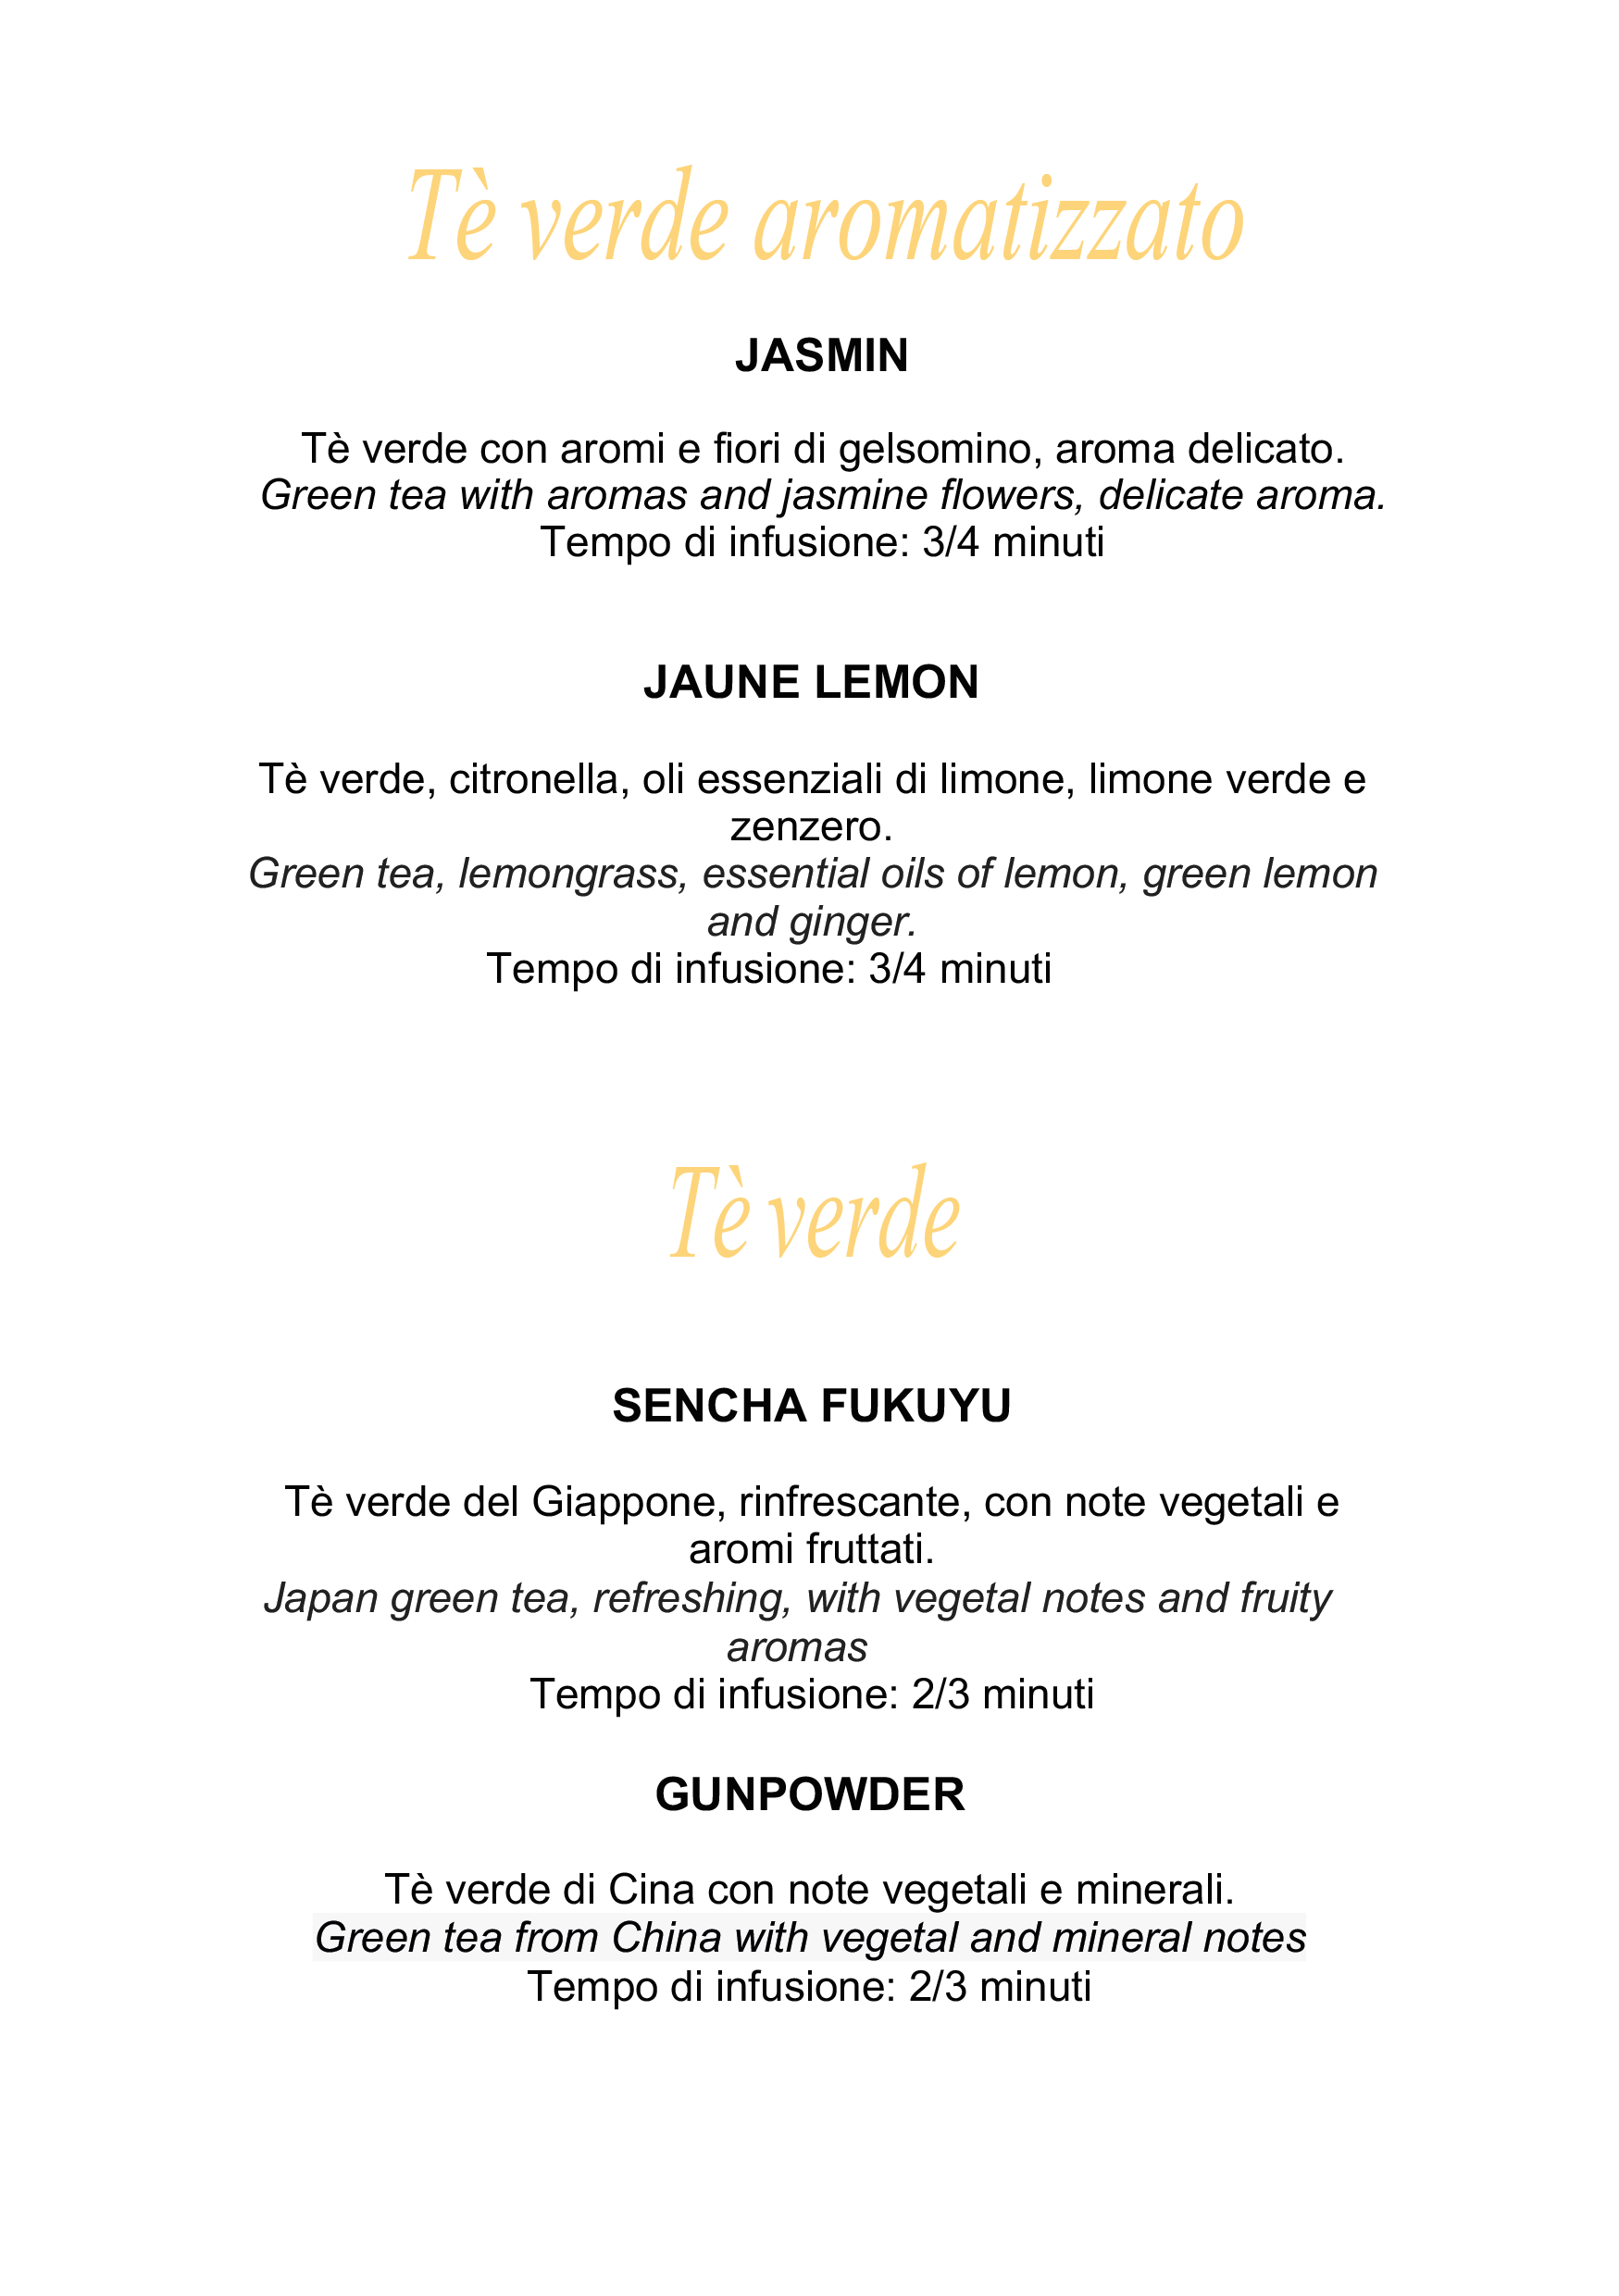 Tè verde aromatizzato
JASMIN
Tè verde con aromi e fiori di gelsomino, aroma delicato.
Green tea with aromas and jasmine flowers, delicate aroma.
Tempo di infusione: 3/4 minuti
JAUNE LEMON
Tè verde, citronella, oli essenziali di limone, limone verde e
zenzero.
Green tea, lemongrass, essential oils of lemon, green lemon
and ginger.
Tempo di infusione: 3/4 minuti
Tè verde
SENCHA FUKUYU
Tè verde del Giappone, rinfrescante, con note vegetali e
aromi fruttati.
Japan green tea, refreshing, with vegetal notes and fruity
aromas
Tempo di infusione: 2/3 minuti
GUNPOWDER
Tè verde di Cina con note vegetali e minerali.
Green tea from China with vegetal and mineral notes
Tempo di infusione: 2/3 minuti